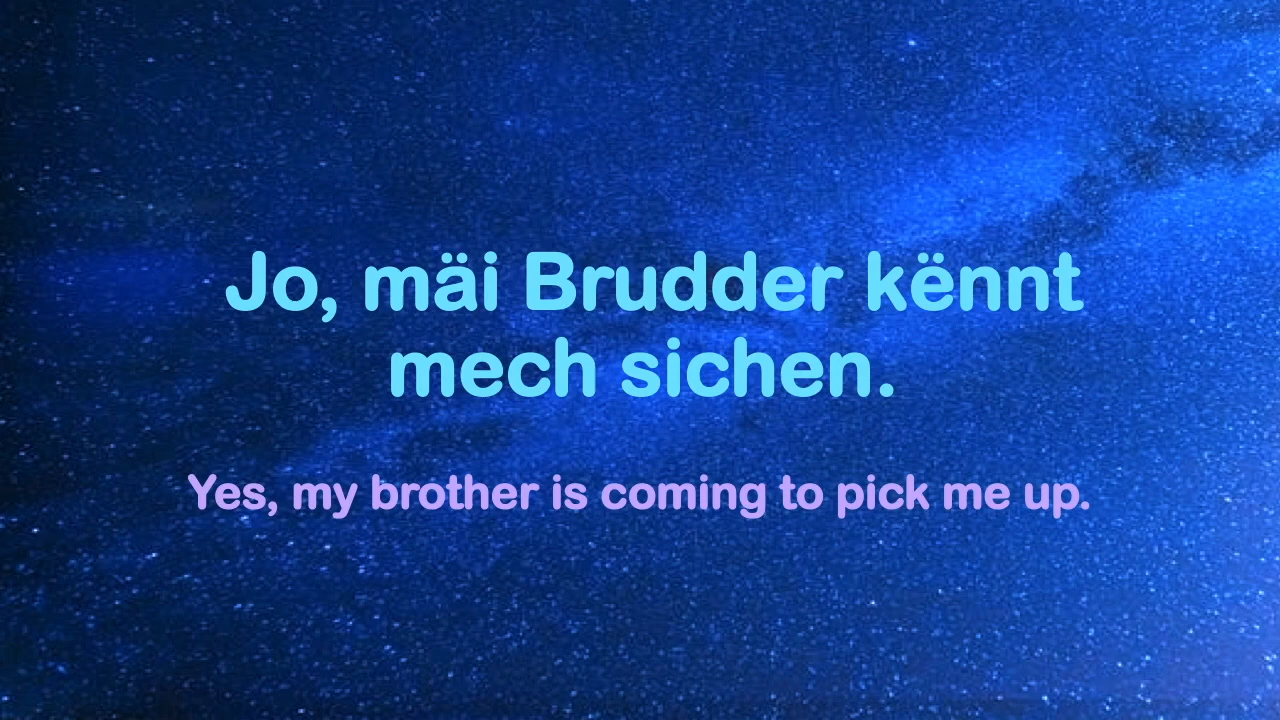 Jo, mäi Brudder kënnt
mech sichen.
Yes, my brother is coming to pick me up.